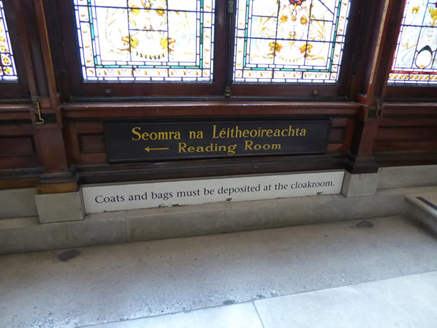 Seomra na Léitheoireachta
← Reading Room
Coats and bags must be deposited at the cloakroom.